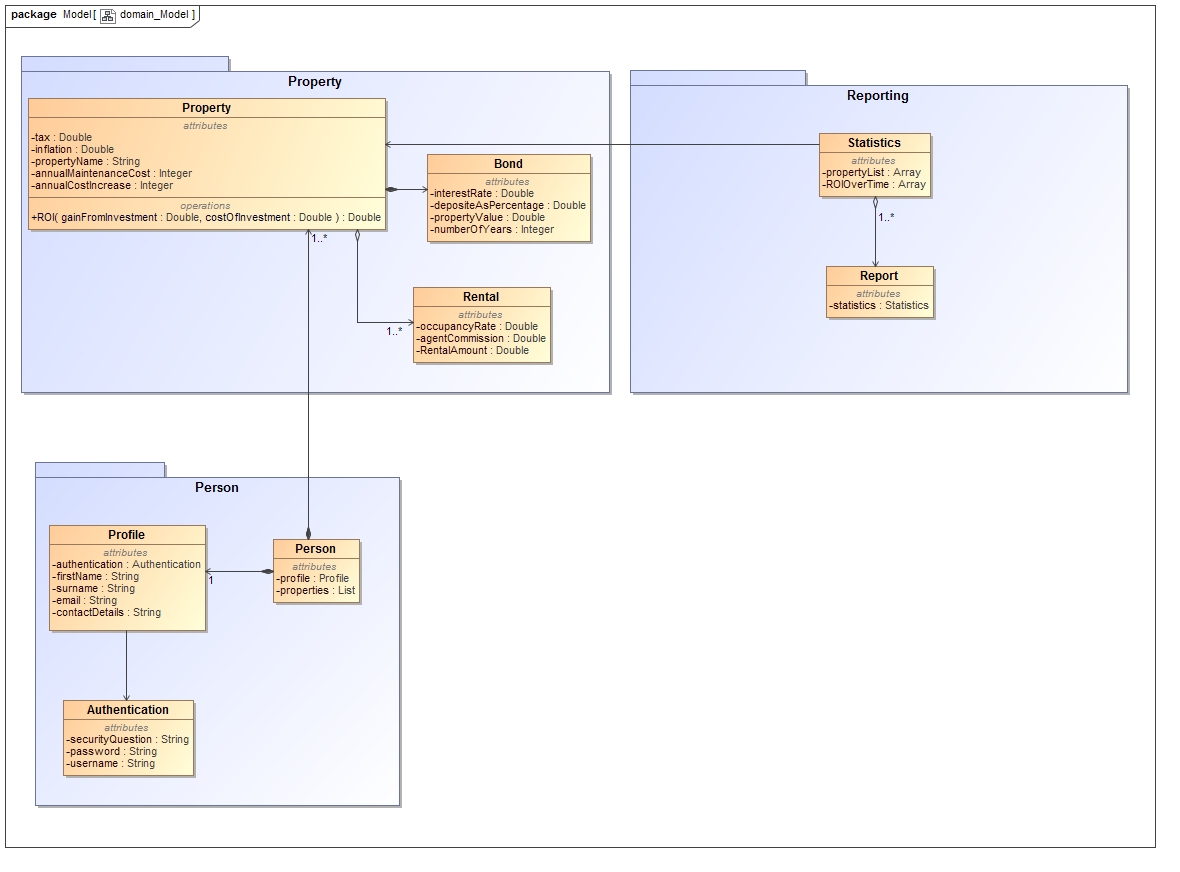 package Model[ domain_Model ]
Property
Property
attributes
-tax : Double
-inflation : Double
-propertyName : String
-annualMaintenanceCost : Integer
-annualCostIncrease : Integer
operations
+ROI( gainFromInvestment : Double, costOfInvestment : Double ) : Double
1..*
Bond
attributes
-interestRate : Double
-depositeAsPercentage : Double
-propertyValue : Double
-numberOfYears : Integer
Rental
attributes
-occupancyRate : Double
-agentCommission : Double
-RentalAmount : Double
1..*
Reporting
Statistics
attributes
-propertyList : Array
-ROIOverTime : Array
1..*
Report
attributes
-statistics : Statistics
Person
Profile
attributes
-authentication : Authentication
-firstName : String
-surname : String
-email : String
-contactDetails : String
1
Person
attributes
-profile : Profile
-properties : List
Authentication
attributes
-securityQuestion : String
-password : String
-username : String